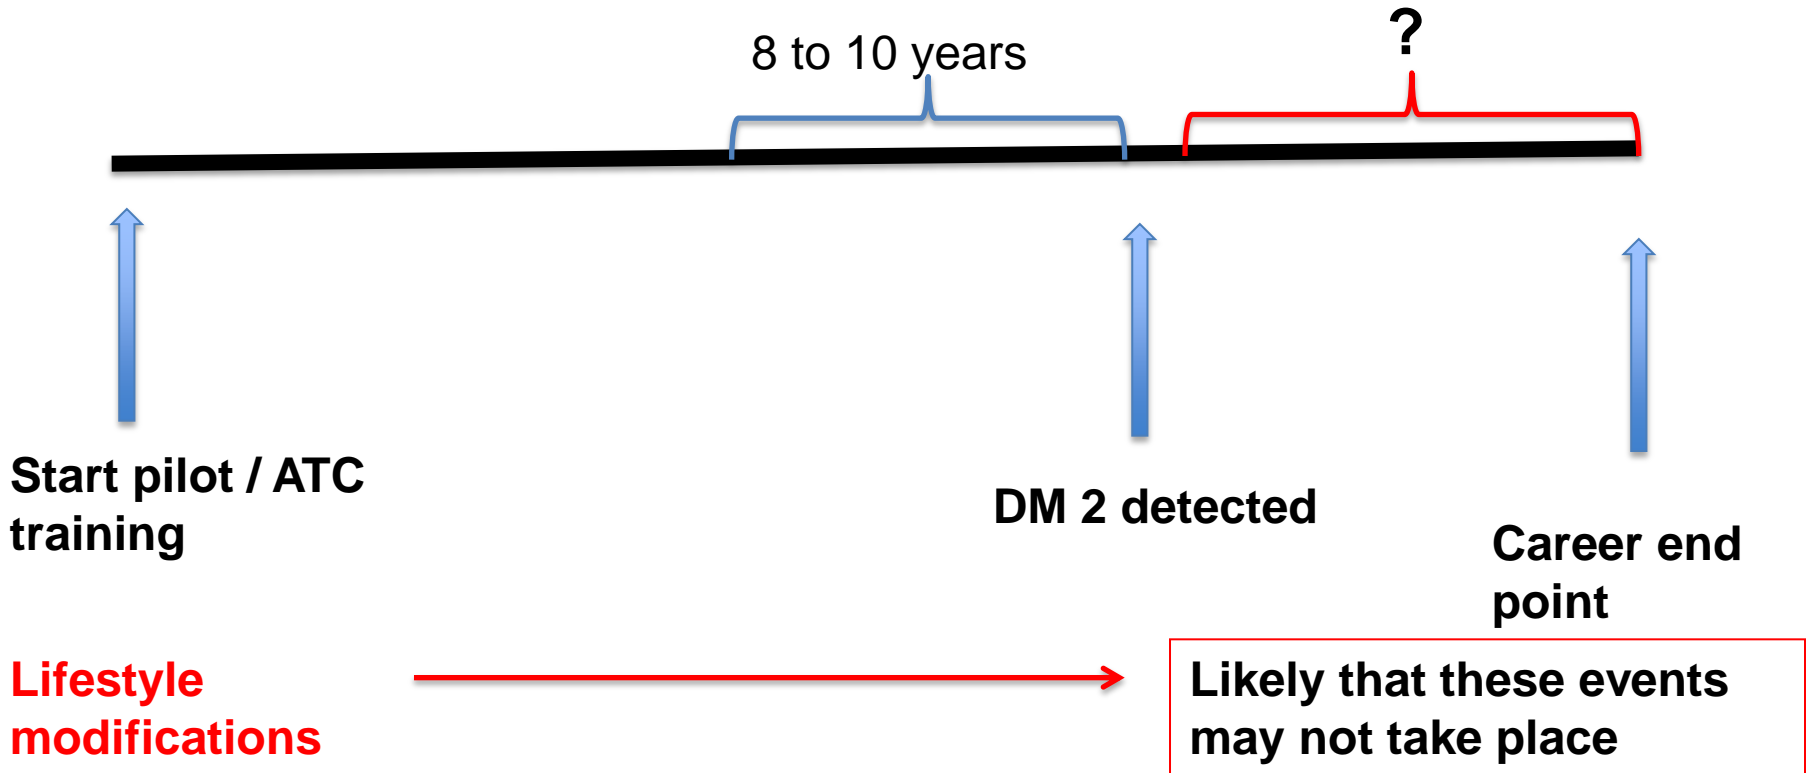 ?
8 to 10 years
Start pilot / ATC
training
DM 2 detected
Career end
point
Lifestyle
modifications
Likely that these events
may not take place